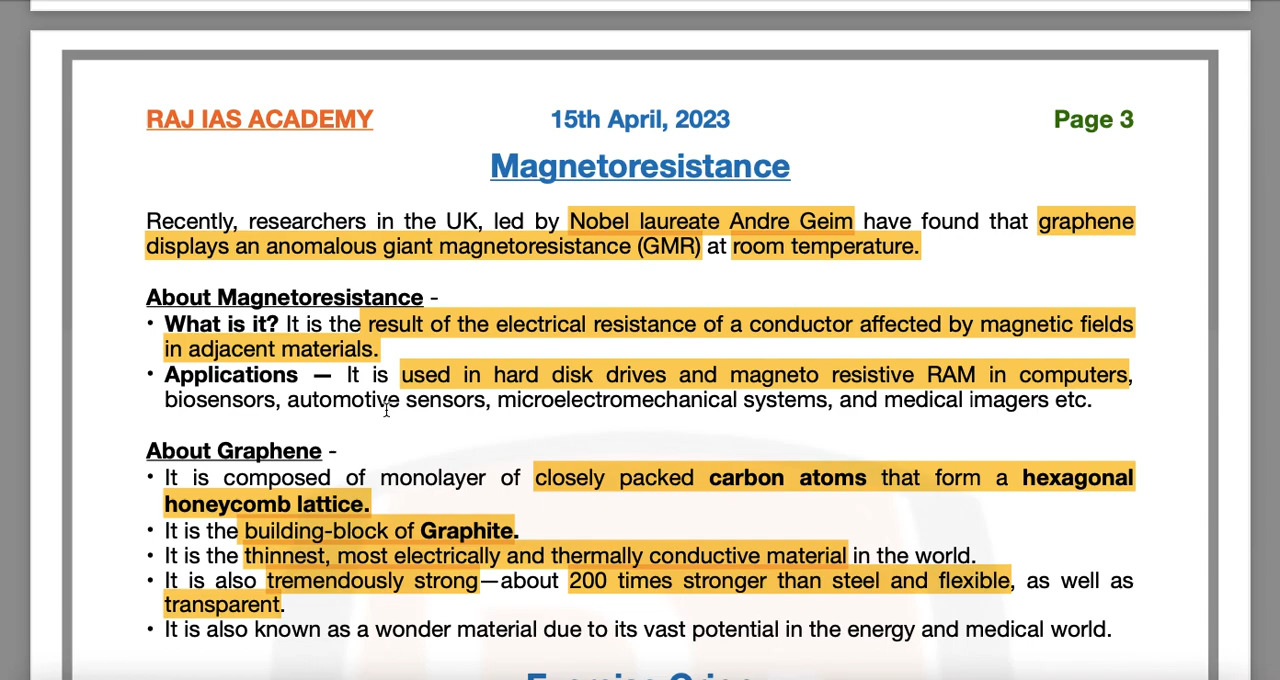 RAJ IAS ACADEMY 15th April, 2023 Page 3
Magnetoresistance
Recently, researchers in the UK, led by Nobel laureate Andre Geim have found that graphene
displays an anomalous giant magnetoresistance (GMR) at room temperature.
About Magnetoresistance -
• What is it? It is the result of the electrical resistance of a conductor affected by magnetic fields
in adjacent materials.
• Applications — It is used in hard disk drives and magneto resistive RAM in computers,
biosensors, automotive sensors, microelectromechanical systems, and medical imagers etc.
About Graphene -
• It is composed of monolayer of closely packed carbon atoms that form a hexagonal
honeycomb lattice.
• It is the building-block of Graphite.
• It is the thinnest, most electrically and thermally conductive material in the world.
• It is also tremendously strong—about 200 times stronger than steel and flexible, as well as
transparent.
• It is also known as a wonder material due to its vast potential in the energy and medical world.